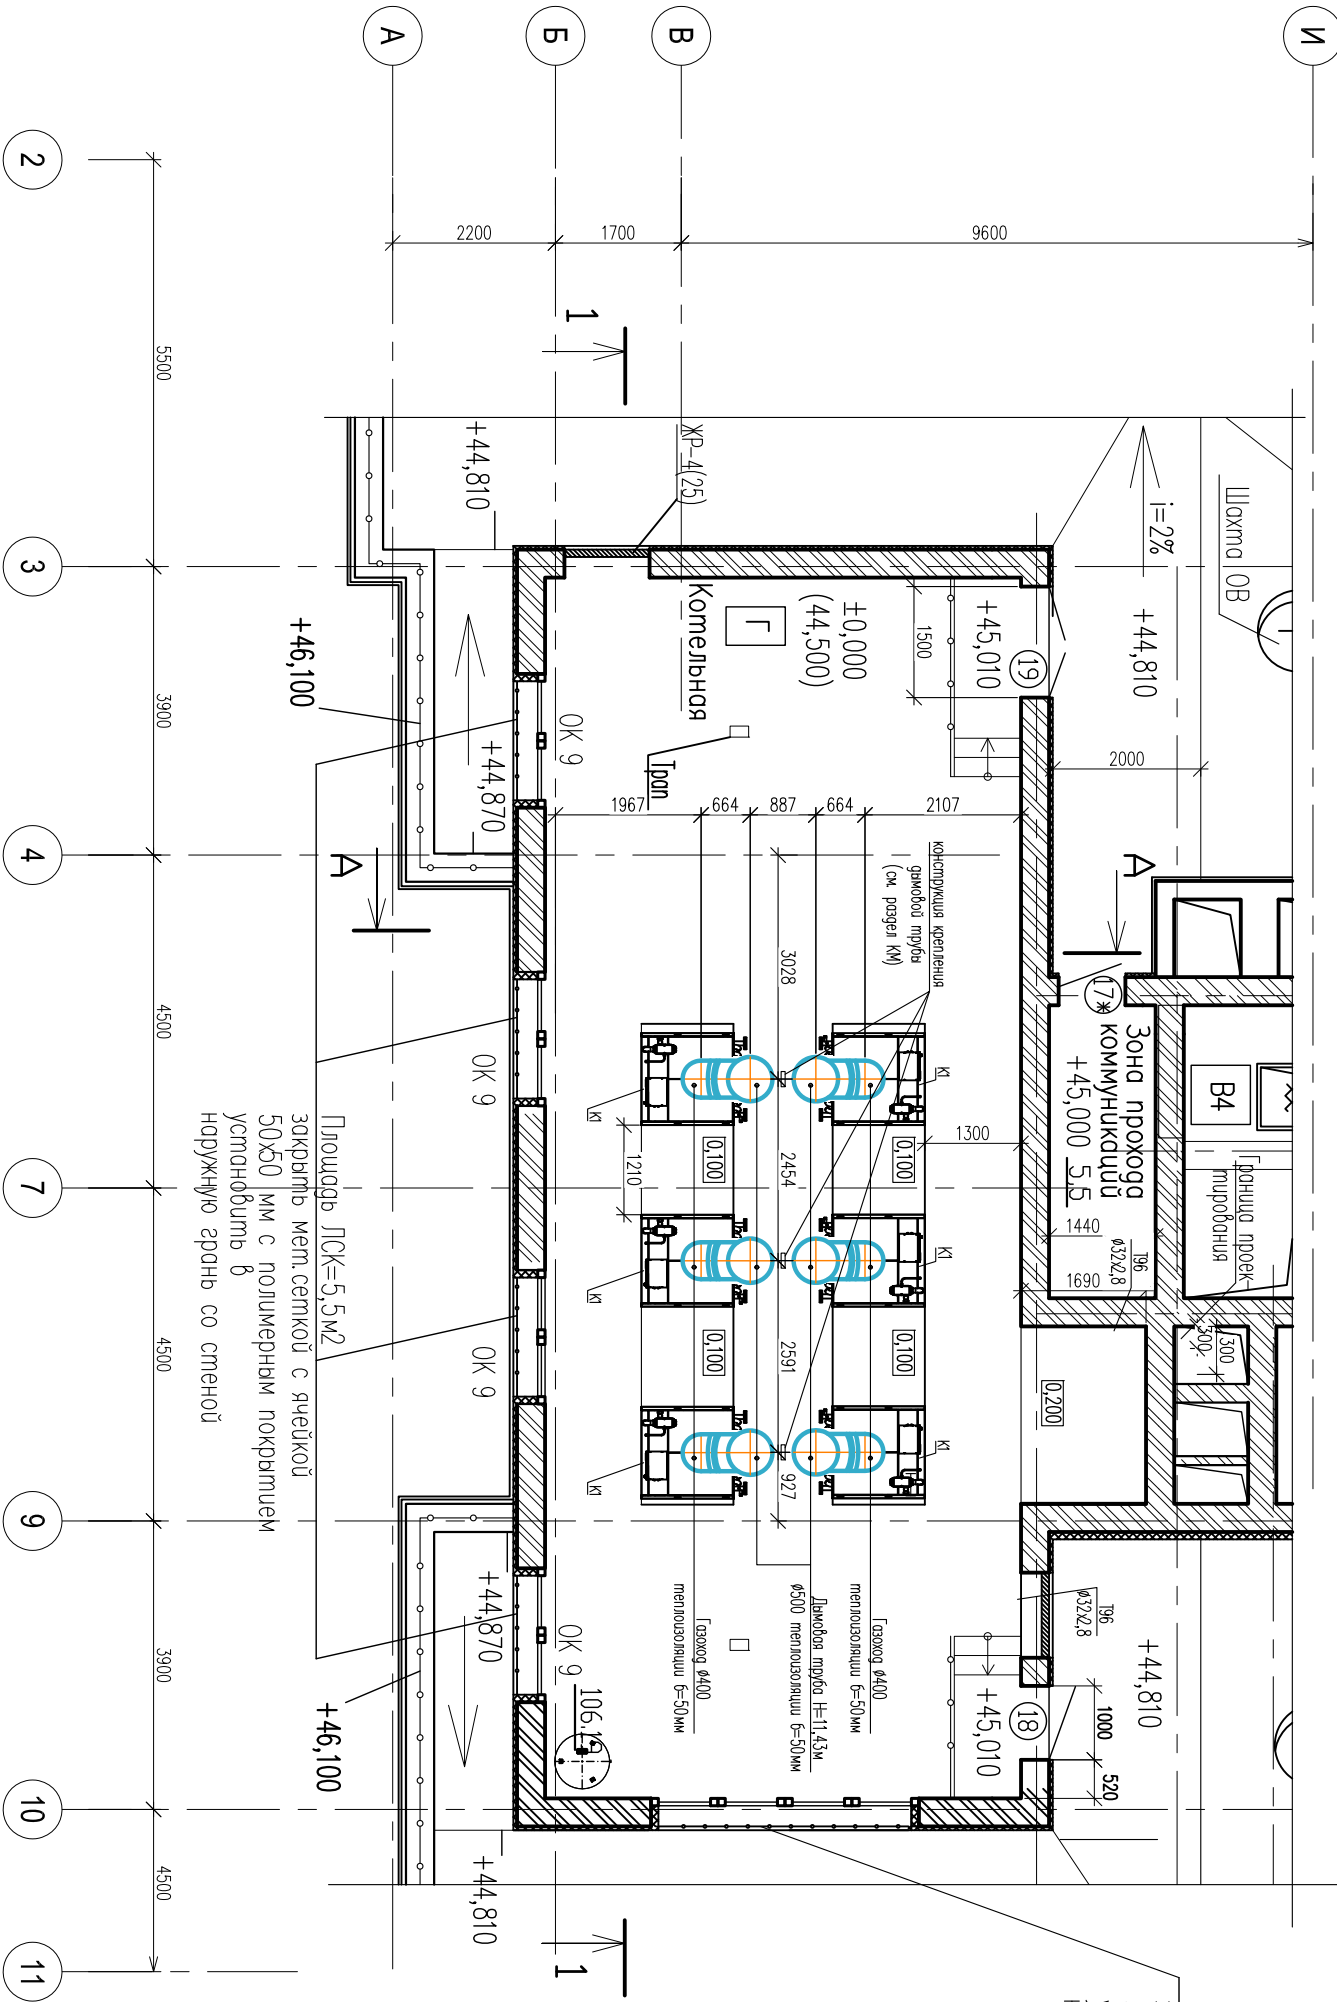 А
Б
В
И
2
3
4
7
9
10
11
2200
1700
9600
5500
3900
4500
4500
3900
4500
1
1
А
А
ЖР-4(25)
i=2%
Шахта ОВ
+44,810
+44,810
+46,100
+44,870
ОК 9
Котельная
Г
±0,000
(44,500)
+45,010
19
1500
Трап
2000
1967
664
887
664
2107
конструкция крепления
дымовой трубы
(см. раздел КМ)
3028
2454
2591
927
17*
Зона прохода
коммуникаций
+45,000 5,5
В4
Граница проек-
тирования
1300
1210
1440
1690
Т96
ø32х2,8
300
300
0,100
0,100
0,100
0,100
0,200
К1
К1
К1
К1
К1
К1
ОК 9
ОК 9
ОК 9
Площадь ЛСК=5,5м2
закрыть мет.сеткой с ячейкой
50х50 мм с полимерным покрытием
установить в
наружную грань со стеной
Газоход ø400
теплоизоляции б=50мм
Дымовая труба Н=11,43м
ø500 теплоизоляции б=50мм
Газоход ø400
теплоизоляции б=50мм
Т96
ø32х2,8
+44,810
18
+45,010
1000
520
+44,870
+46,100
+44,810